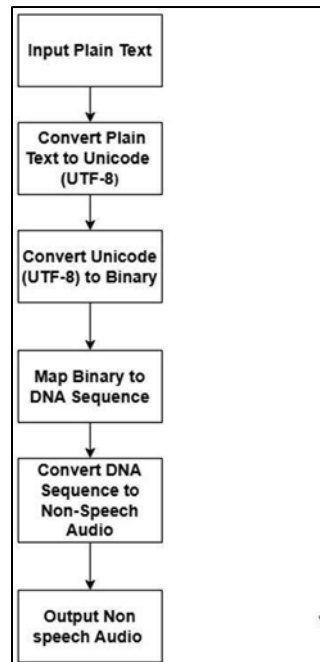 Input Plain Text
Convert Plain
Text to Unicode
(UTF-8)
Convert Unicode
(UTF-8) to Binary
Map Binary to
DNA Sequence
Convert DNA
Sequence to
Non-Speech
Audio
Output Non
speech Audio